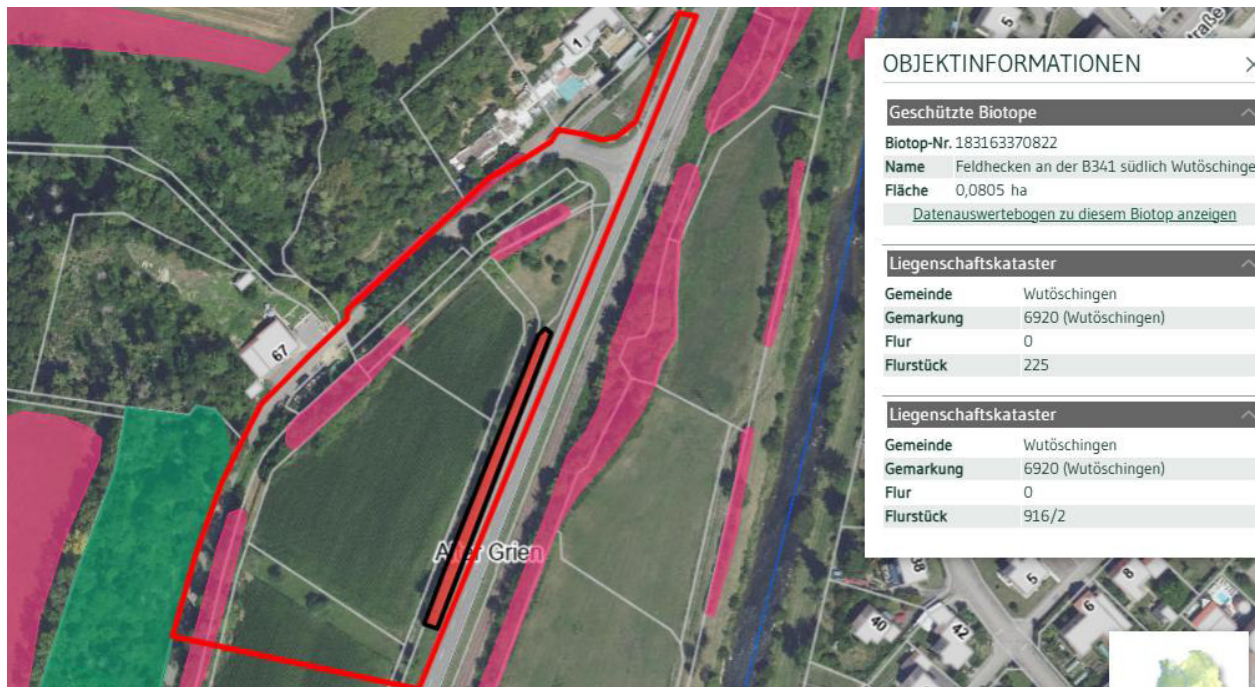 1
5
traße
67
Alter Grien
38
5
8
6
40
42
OBJEKTINFORMATIONEN
Geschützte Biotope
Biotop-Nr. 183163370822
Name Feldhecken an der B341 südlich Wutöschinge
Fläche 0,0805 ha
Datenauswertebogen zu diesem Biotop anzeigen
Liegenschaftskataster
Gemeinde Wutöschingen
Gemarkung 6920 (Wutöschingen)
Flur 0
Flurstück 225
Liegenschaftskataster
Gemeinde Wutöschingen
Gemarkung 6920 (Wutöschingen)
Flur 0
Flurstück 916/2